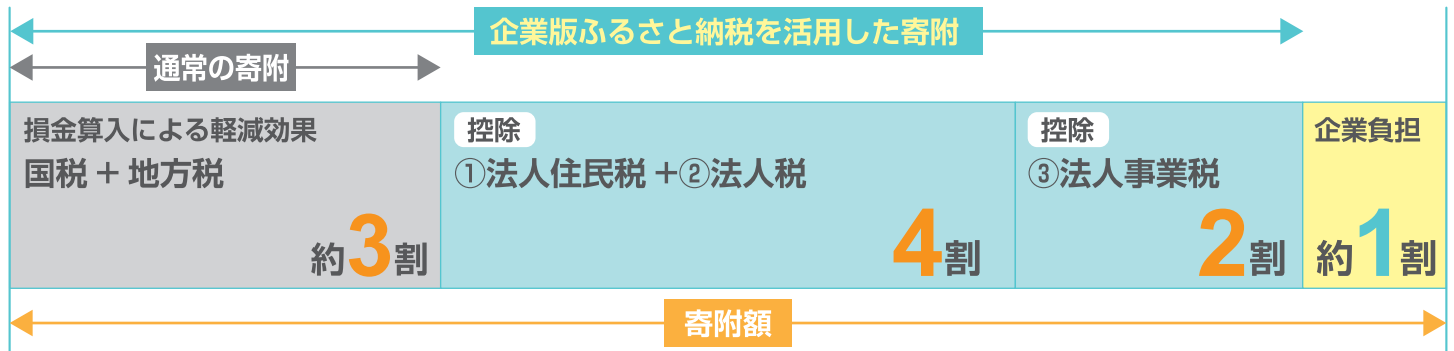 企業版ふるさと納税を活用した寄附
通常の寄附
損金算入による軽減効果
国税 + 地方税
約3割
控除
①法人住民税 +②法人税
4割
控除
③法人事業税
2割
企業負担
約1割
寄附額